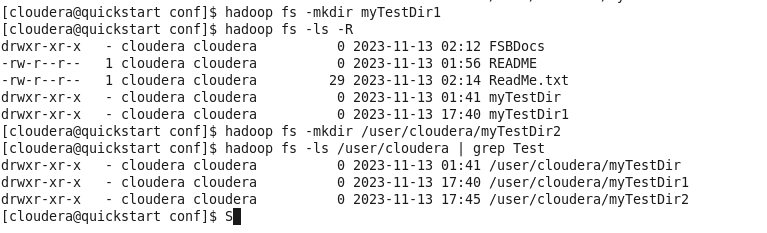 [cloudera@quickstart conf]$ hadoop fs -mkdir myTestDir1
[cloudera@quickstart conf]$ hadoop fs -ls -R
drwxr-xr-x   - cloudera cloudera          0 2023-11-13 02:12 FSBDocs
-rw-r--r--   1 cloudera cloudera          0 2023-11-13 01:56 README
-rw-r--r--   1 cloudera cloudera         29 2023-11-13 02:14 ReadMe.txt
drwxr-xr-x   - cloudera cloudera          0 2023-11-13 01:41 myTestDir
drwxr-xr-x   - cloudera cloudera          0 2023-11-13 17:40 myTestDir1
[cloudera@quickstart conf]$ hadoop fs -mkdir /user/cloudera/myTestDir2
[cloudera@quickstart conf]$ hadoop fs -ls /user/cloudera | grep Test
drwxr-xr-x   - cloudera cloudera          0 2023-11-13 01:41 /user/cloudera/myTestDir
drwxr-xr-x   - cloudera cloudera          0 2023-11-13 17:40 /user/cloudera/myTestDir1
drwxr-xr-x   - cloudera cloudera          0 2023-11-13 17:45 /user/cloudera/myTestDir2
[cloudera@quickstart conf]$ S